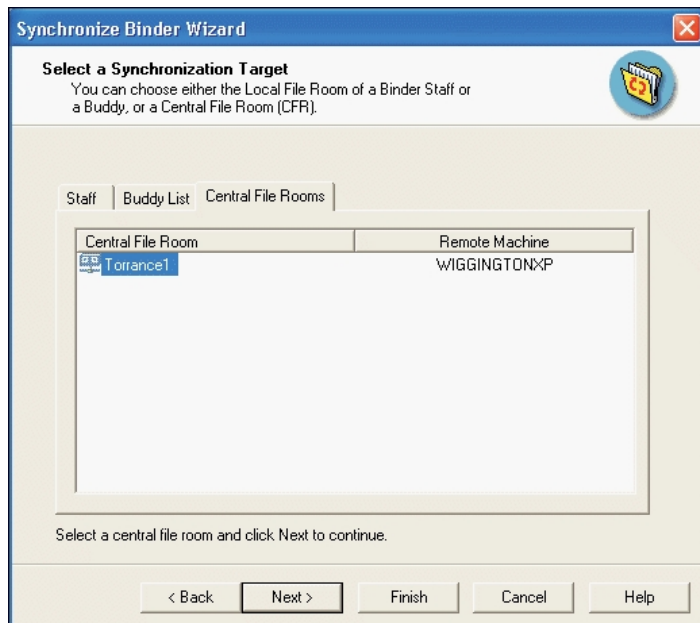 Synchronize Binder Wizard
Select a Synchronization Target
You can choose either the Local File Room of a Binder Staff or
a Buddy, or a Central File Room (CFR).
Staff Buddy List Central File Rooms
Central File Room Remote Machine
Torrance1 WIGGINGTONXP
Select a central file room and click Next to continue.
< Back Next > Finish Cancel Help